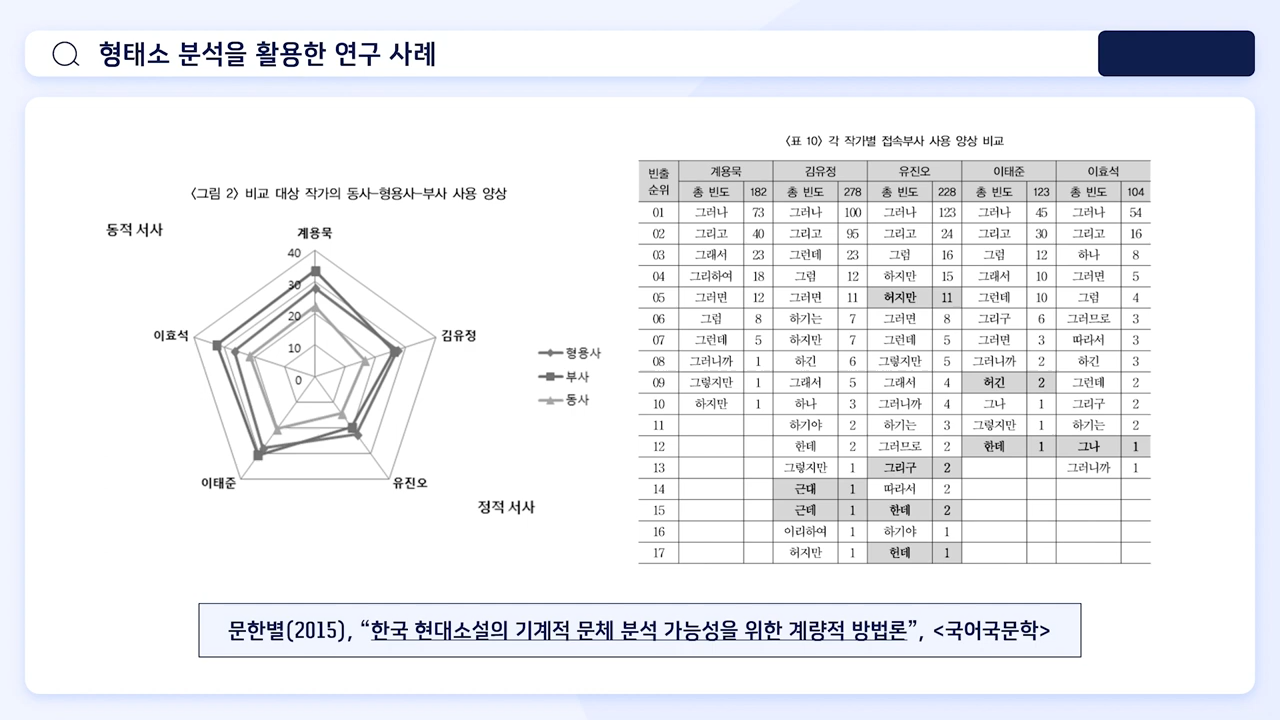 형태소 분석을 활용한 연구 사례
<그림 2> 비교 대상 작가의 동사-형용사-부사 사용 양상
동적 서사
계용묵
40
30
20
10
0
이효석
김유정
이태준
유진오
정적 서사
형용사
부사
동사
<표 10> 각 작가별 접속부사 사용 양상 비교
빈출 순위 계용묵 김유정 유진오 이태준 이효석
총 빈도 182 총 빈도 278 총 빈도 228 총 빈도 123 총 빈도 104
01 그러나 73 그러나 100 그러나 123 그러나 45 그러나 54
02 그리고 40 그리고 95 그리고 24 그리고 30 그리고 16
03 그래서 23 그런데 23 그럼 16 그럼 12 하나 8
04 그리하여 18 그럼 12 하지만 15 그래서 10 그러면 5
05 그러면 12 그러면 11 허지만 11 그런데 10 그럼 4
06 그럼 8 하기는 7 그러면 8 그리구 6 그러므로 3
07 그런데 5 하지만 7 그런데 5 그러면 3 따라서 3
08 그러니까 1 하긴 6 그렇지만 5 그러니까 2 하긴 3
09 그렇지만 1 그래서 5 그래서 4 허긴 2 그런데 2
10 하지만 1 하나 3 그러니까 4 그나 1 그리구 2
11 하기야 2 하기는 3 그렇지만 1 하기는 2
12 한데 2 그러므로 2 한데 1 그나 1
13 그렇지만 1 그리구 2 그러니까 1
14 근대 1 따라서 2
15 근데 1 한데 2
16 이리하여 1 하기야 1
17 허지만 1 헌데 1
문한별(2015), “한국 현대소설의 기계적 문체 분석 가능성을 위한 계량적 방법론”, <국어국문학>